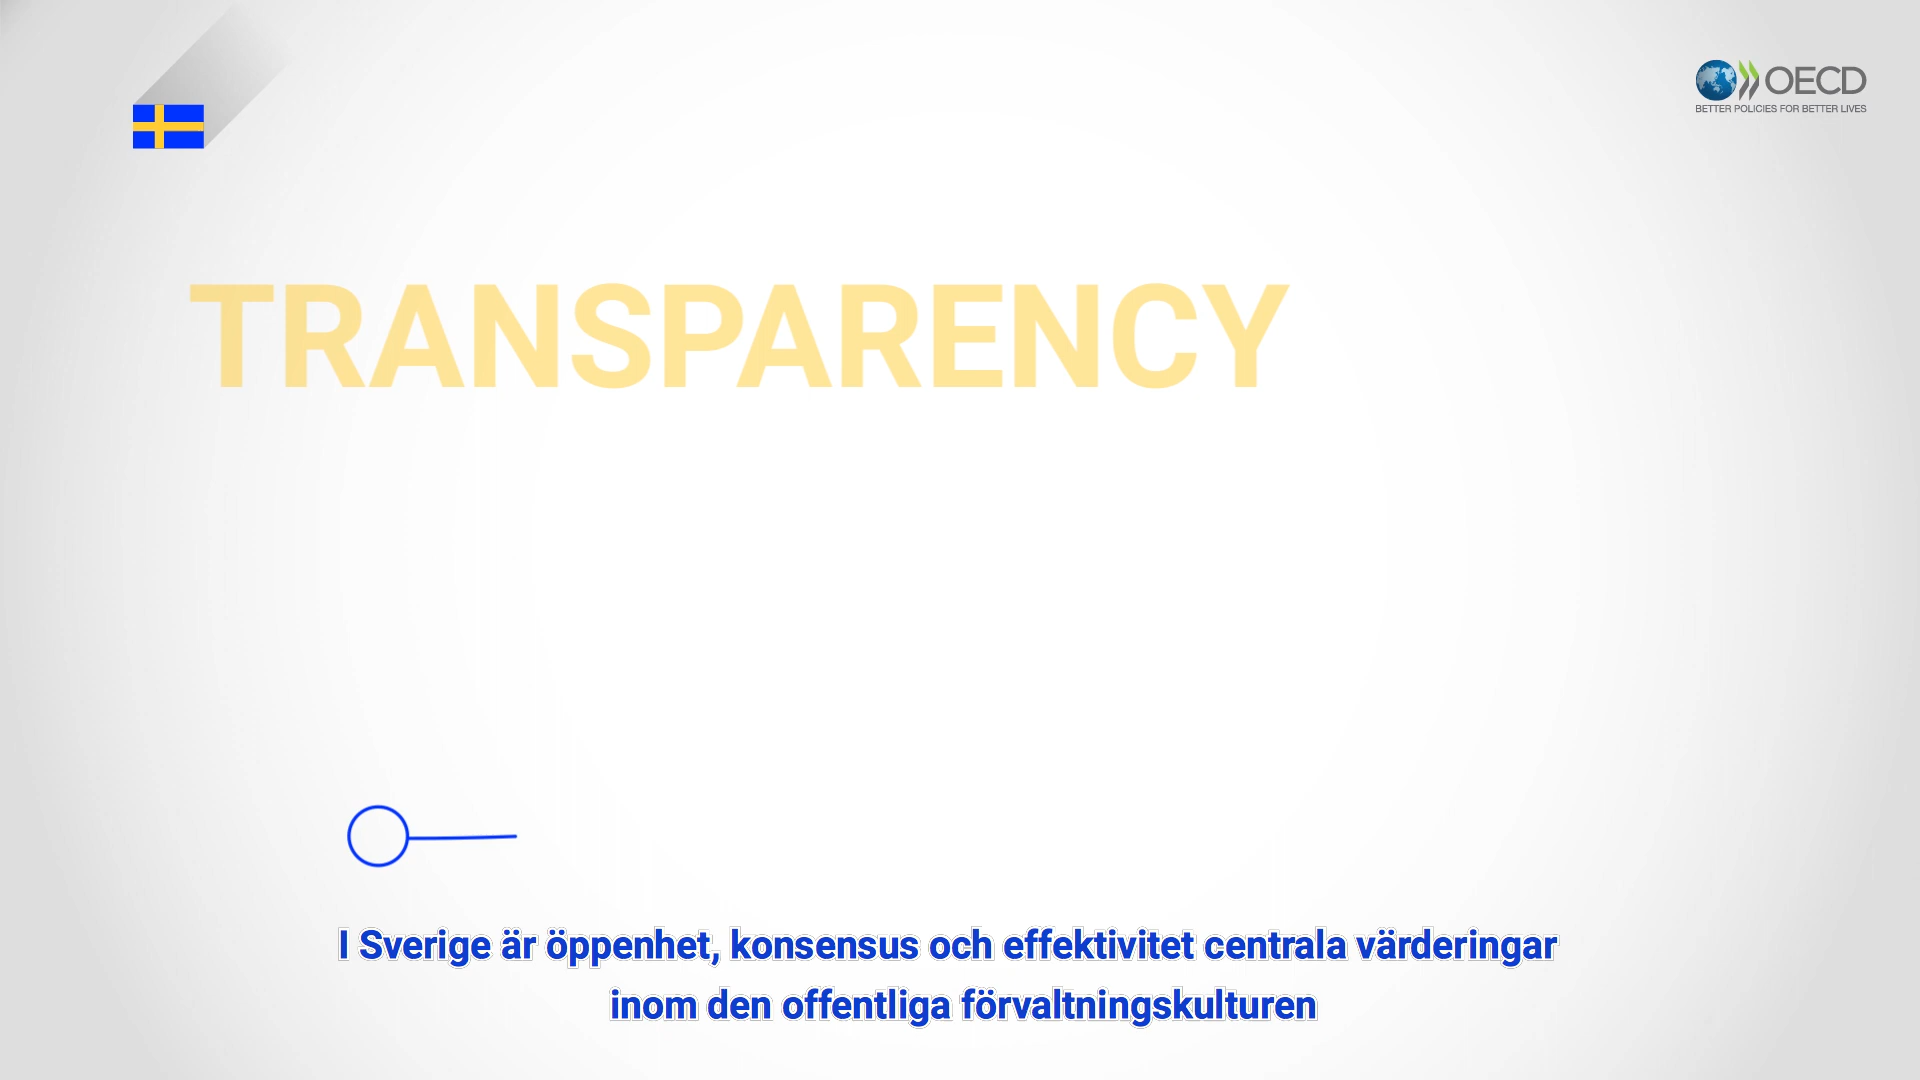 OECD
BETTER POLICIES FOR BETTER LIVES
TRANSPARENCY
I Sverige är öppenhet, konsensus och effektivitet centrala värderingar
inom den offentliga förvaltningskulturen